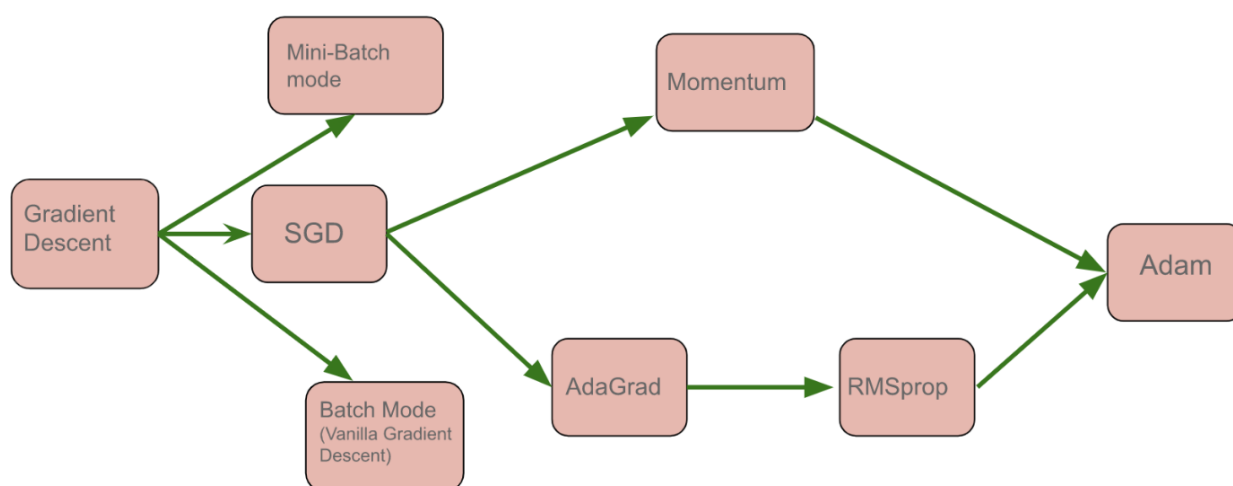 Mini-Batch
mode
Momentum
Gradient
Descent
SGD
Adam
AdaGrad
RMSprop
Batch Mode
(Vanilla Gradient
Descent)